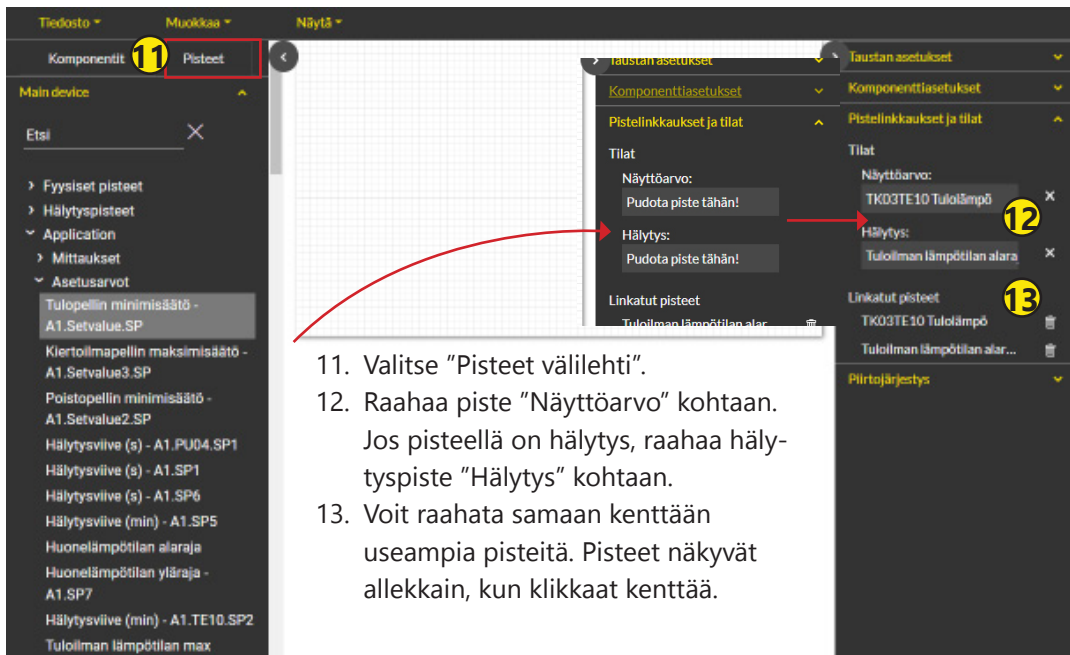 Tiedosto
Muokkaa
Näytä
Komponentit
11
Pisteet
Main device
Etsi
Fyysiset pisteet
Hälytyspisteet
Application
Mittaukset
Asetusarvot
Tulopellin minimisäätö -
A1.Setvalue.SP
Kiertoilmapellin maksimisäätö -
A1.Setvalue3.SP
Poistopellin minimisäätö -
A1.Setvalue2.SP
Hälytysviive (s) - A1.PU04.SP1
Hälytysviive (s) - A1.SP1
Hälytysviive (s) - A1.SP6
Hälytysviive (min) - A1.SP5
Huonelämpötilan alaraja
Huonelämpötilan yläraja -
A1.SP7
Hälytysviive (min) - A1.TE10.SP2
Tuloilman lämpötilan max
Taustan asetukset
Komponenttiasetukset
Pistelinkkaukset ja tilat
Tilat
Näyttöarvo:
Pudota piste tähän!
Hälytys:
Pudota piste tähän!
Linkatut pisteet
Tuloilman lämpötilan alar...
Taustan asetukset
Komponenttiasetukset
Pistelinkkaukset ja tilat
Tilat
Näyttöarvo:
TK03TE10 Tulolämpö
12
Hälytys:
Tuloilman lämpötilan alara
Linkatut pisteet
13
TK03TE10 Tulolämpö
Tuloilman lämpötilan alar...
Piirtojärjestys
11. Valitse "Pisteet välilehti".
12. Raahaa piste "Näyttöarvo" kohtaan.
Jos pisteellä on hälytys, raahaa häly-
tyspiste "Hälytys" kohtaan.
13. Voit raahata samaan kenttään
useampia pisteitä. Pisteet näkyvät
allekkain, kun klikkaat kenttää.